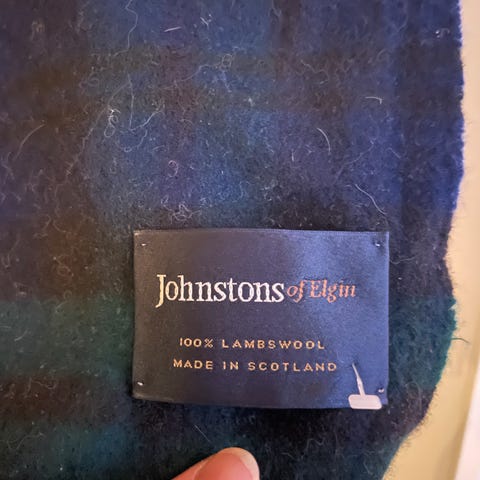 Johnstons of Elgin
100% LAMBSWOOL
MADE IN SCOTLAND